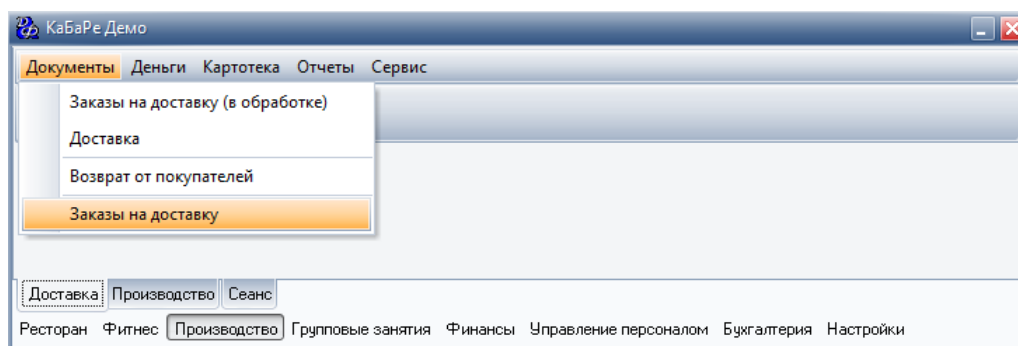 КаБаРе Демо
Документы Деньги Картотека Отчеты Сервис
Заказы на доставку (в обработке)
Доставка
Возврат от покупателей
Заказы на доставку
Доставка Производство Сеанс
Ресторан Фитнес Производство Групповые занятия Финансы Управление персоналом Бухгалтерия Настройки